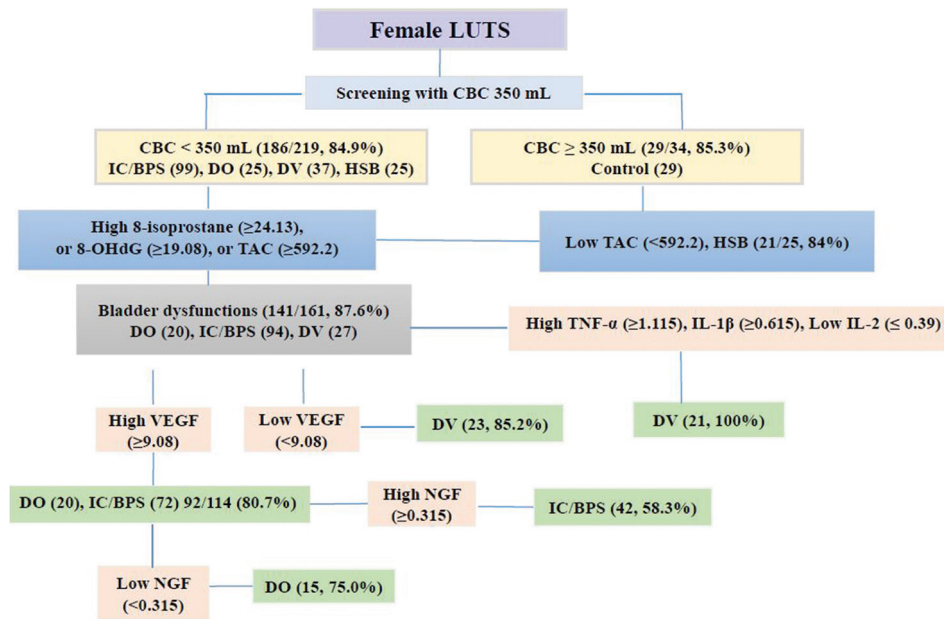 Female LUTS
Screening with CBC 350 mL
CBC < 350 mL (186/219, 84.9%)
IC/BPS (99), DO (25), DV (37), HSB (25)
CBC ≥ 350 mL (29/34, 85.3%)
Control (29)
High 8-isoprostane (≥24.13),
or 8-OHdG (≥19.08), or TAC (≥592.2)
Low TAC (<592.2), HSB (21/25, 84%)
Bladder dysfunctions (141/161, 87.6%)
DO (20), IC/BPS (94), DV (27)
High TNF-α (≥1.115), IL-1β (≥0.615), Low IL-2 (≤ 0.39)
High VEGF
(≥9.08)
Low VEGF
(<9.08)
DV (23, 85.2%)
DV (21, 100%)
DO (20), IC/BPS (72) 92/114 (80.7%)
High NGF
(≥0.315)
IC/BPS (42, 58.3%)
Low NGF
(<0.315)
DO (15, 75.0%)